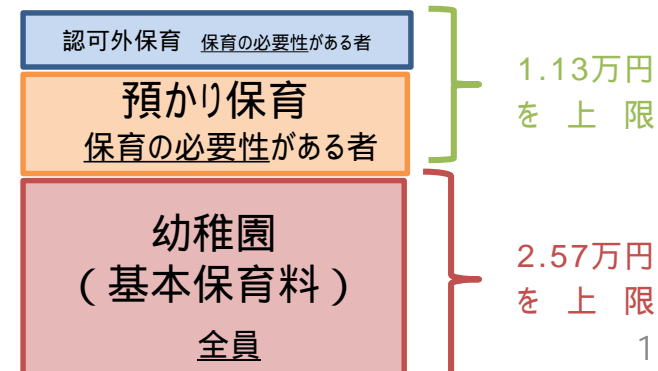 認可外保育 保育の必要性がある者
預かり保育
保育の必要性がある者
1.13万円
を上限
幼稚園
(基本保育料)
全員
2.57万円
を上限
1